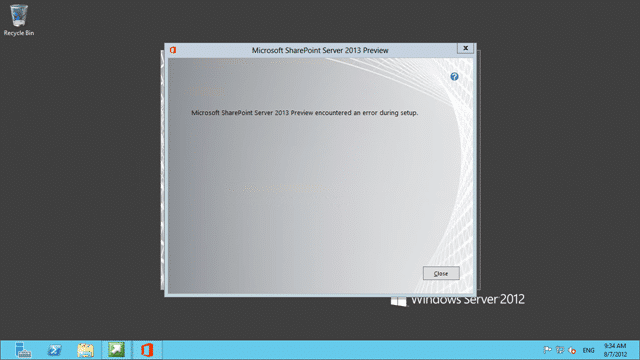 Recycle Bin
Microsoft SharePoint Server 2013 Preview
x
?
Microsoft SharePoint Server 2013 Preview encountered an error during setup.
Close
Windows Server 2012
ENG
9:34 AM
8/7/2012